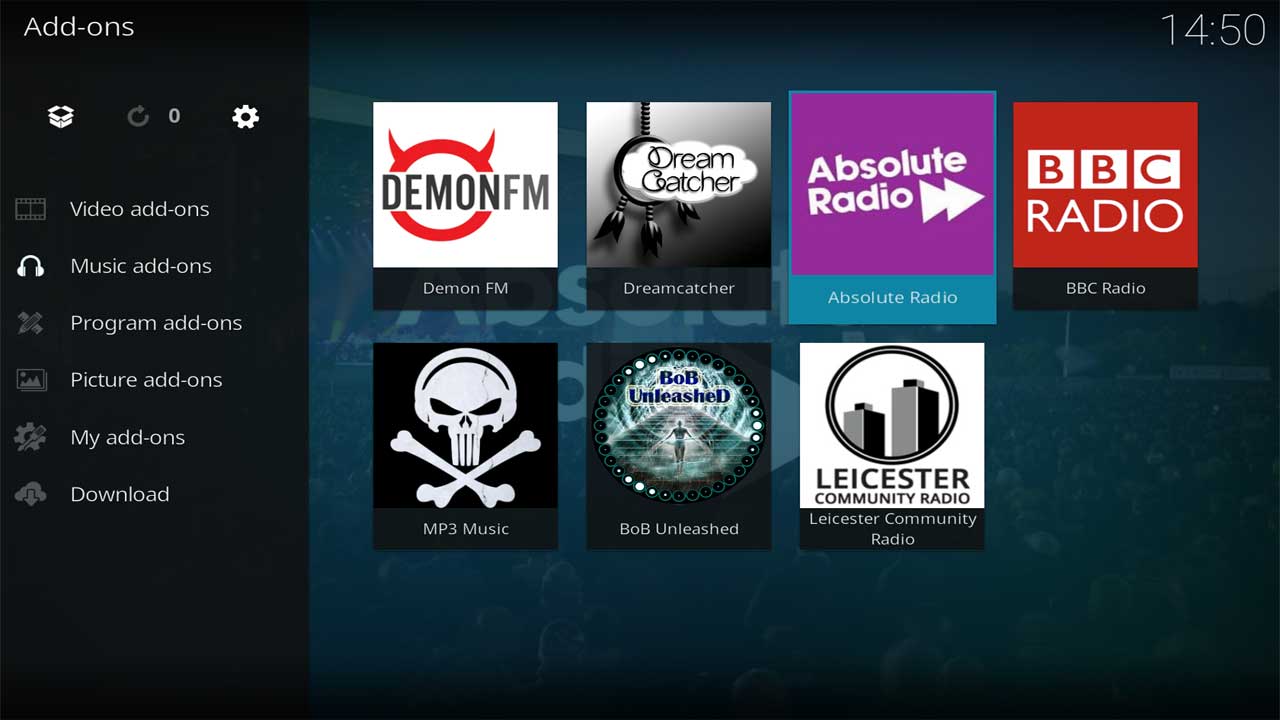 Add-ons
14:50
0
Video add-ons
Music add-ons
Program add-ons
Picture add-ons
My add-ons
Download
DEMONFM
Demon FM
Dream
Catcher
Dreamcatcher
Absolute
Radio
Absolute Radio
BBC
RADIO
BBC Radio
MP3 Music
BoB
UnleasheD
BoB Unleashed
LEICESTER
COMMUNITY RADIO
Leicester Community
Radio